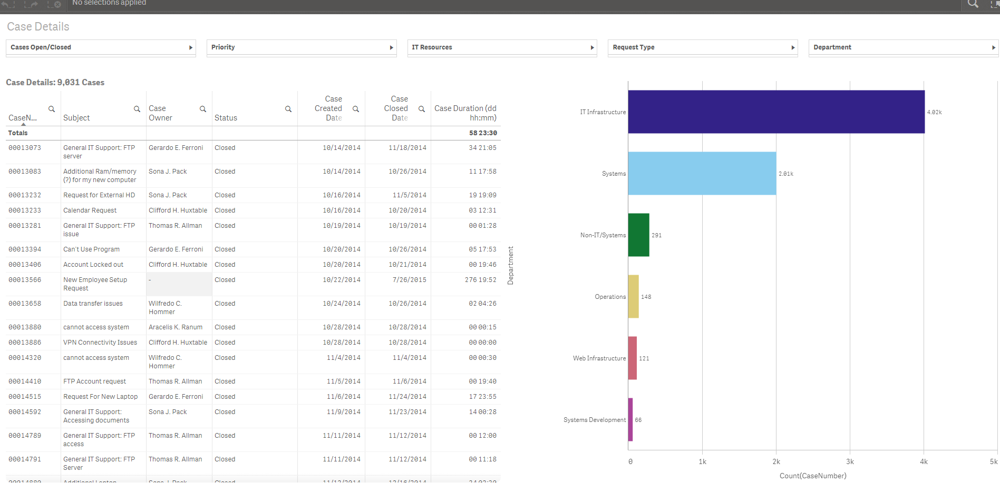 No selections applied
Case Details
Cases Open/Closed
Priority
IT Resources
Request Type
Department
Case Details: 9,031 Cases
CaseN... Subject Case Owner Status Case Created Date Case Closed Date Case Duration (dd hh:mm)
Totals 58 23:30
00013073 General IT Support: FTP server Gerardo E. Ferroni Closed 10/14/2014 11/18/2014 34 21:05
00013083 Additional Ram/memory (?) for my new computer Sona J. Pack Closed 10/14/2014 10/26/2014 11 17:58
00013232 Request for External HD Sona J. Pack Closed 10/16/2014 11/5/2014 19 19:09
00013233 Calendar Request Clifford H. Huxtable Closed 10/16/2014 10/20/2014 03 12:31
00013281 General IT Support: FTP issue Thomas R. Allman Closed 10/19/2014 10/19/2014 00 01:28
00013394 Can't Use Program Gerardo E. Ferroni Closed 10/20/2014 10/26/2014 05 17:53
00013406 Account Locked out Clifford H. Huxtable Closed 10/20/2014 10/21/2014 00 19:46
00013566 New Employee Setup Request - Closed 10/22/2014 7/26/2015 276 19:52
00013658 Data transfer issues Wilfredo C. Hommer Closed 10/24/2014 10/26/2014 02 04:26
00013880 cannot access system Aracelis K. Ranum Closed 10/28/2014 10/28/2014 00 00:15
00013886 VPN Connectivity Issues Clifford H. Huxtable Closed 10/28/2014 10/28/2014 00 00:00
00014320 cannot access system Wilfredo C. Hommer Closed 11/4/2014 11/4/2014 00 00:30
00014410 FTP Account request Thomas R. Allman Closed 11/5/2014 11/6/2014 00 19:40
00014515 Request For New Laptop Gerardo E. Ferroni Closed 11/6/2014 11/24/2014 17 23:55
00014592 General IT Support: Accessing documents Sona J. Pack Closed 11/9/2014 11/23/2014 14 00:28
00014789 General IT Support: FTP access Thomas R. Allman Closed 11/11/2014 11/12/2014 00 12:00
00014791 General IT Support: FTP Server Thomas R. Allman Closed 11/11/2014 11/12/2014 00 11:18
Additional Laptop Sona J. Pack Closed
Department
IT Infrastructure 4.02k
Systems 2.01k
Non-IT/Systems 291
Operations 148
Web Infrastructure 121
Systems Development 66
0 1k 2k 3k 4k 5k
Count(CaseNumber)